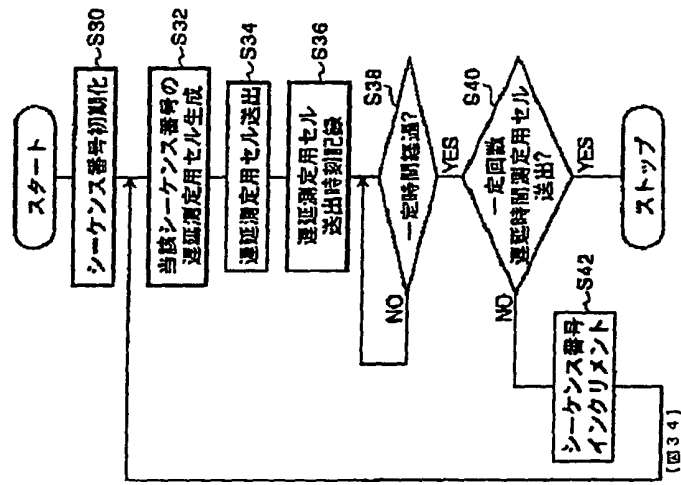 スタート
シーケンス番号初期化
S30
当該シーケンス番号の
遅延測定用セル生成
S32
遅延測定用セル送出
S34
遅延測定用セル
送出時刻記録
S36
一定時間経過?
S38
NO
YES
一定回数
遅延時間測定用セル
送出?
S40
NO
YES
シーケンス番号
インクリメント
S42
ストップ
[図34]